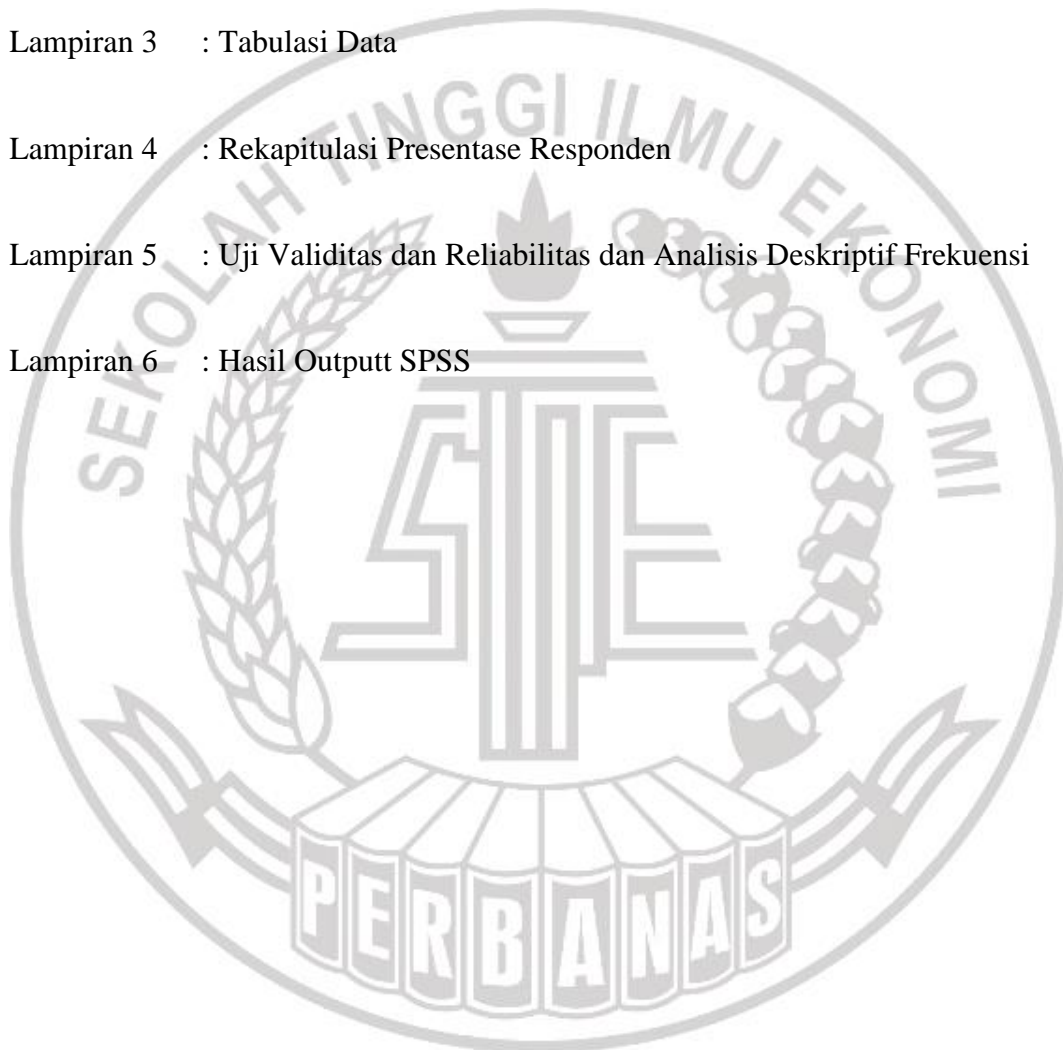 Lampiran 3 : Tabulasi Data
Lampiran 4 : Rekapitulasi Presentase Responden
Lampiran 5 : Uji Validitas dan Reliabilitas dan Analisis Deskriptif Frekuensi
Lampiran 6 : Hasil Outputt SPSS
SEKOLAH TINGGI ILMU EKONOMI
STIE
PERBANAS